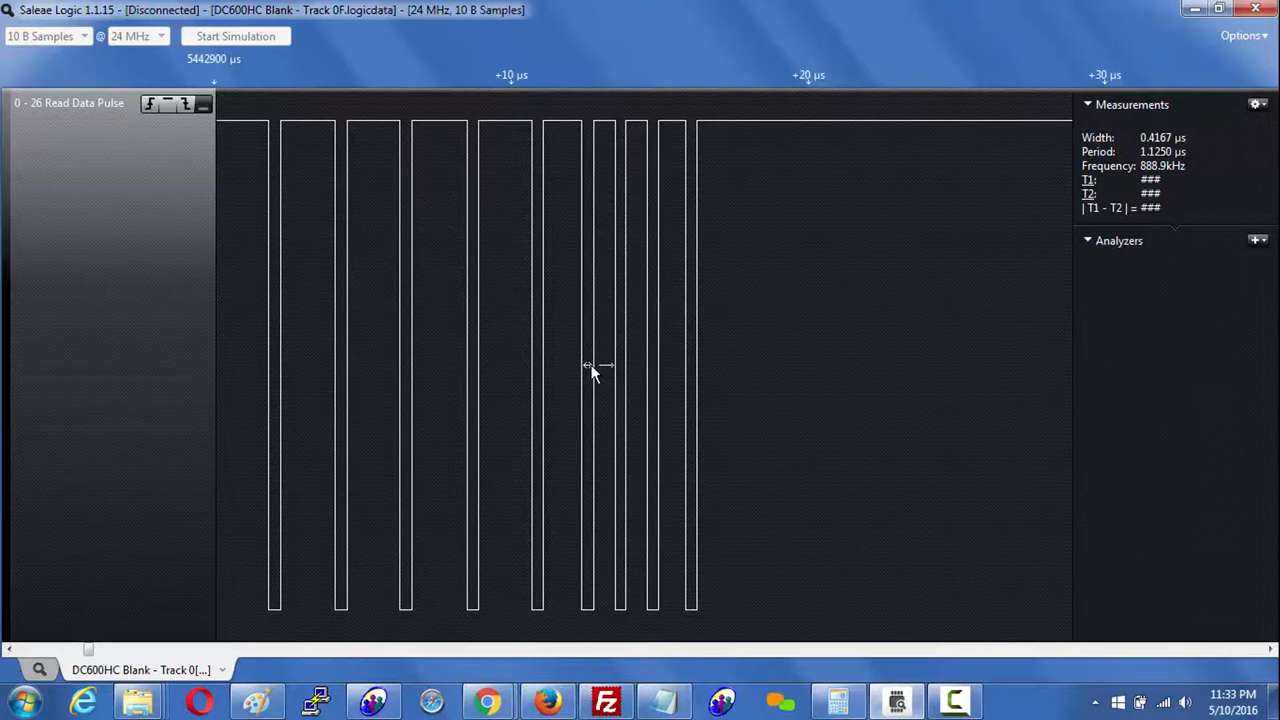 Saleae Logic 1.1.15 - [Disconnected] - [DC600HC Blank - Track 0F.logicdata] - [24 MHz, 10 B Samples]
10 B Samples @ 24 MHz Start Simulation Options
5442900 µs
+10 µs +20 µs +30 µs
0 - 26 Read Data Pulse
Measurements
Width: 0.4167 µs
Period: 1.1250 µs
Frequency: 888.9kHz
T1: ###
T2: ###
| T1 - T2 | = ###
Analyzers
DC600HC Blank - Track 0[...]
11:33 PM
5/10/2016